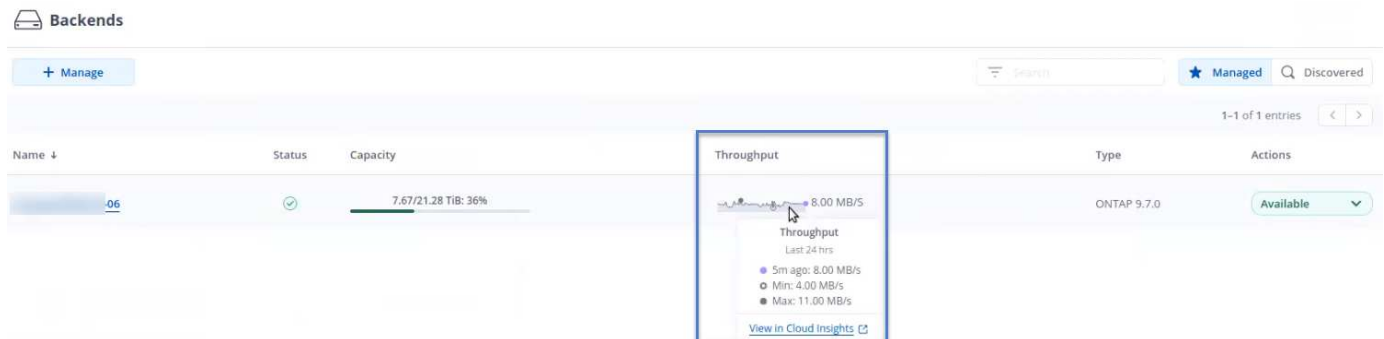 Backends
+ Manage
Search
Managed
Discovered
1-1 of 1 entries
Name ↓ Status Capacity Throughput Type Actions
-06 7.67/21.28 TiB: 36% 8.00 MB/S ONTAP 9.7.0 Available
Throughput
Last 24 hrs
5m ago: 8.00 MB/s
Min: 4.00 MB/s
Max: 11.00 MB/s
View in Cloud Insights